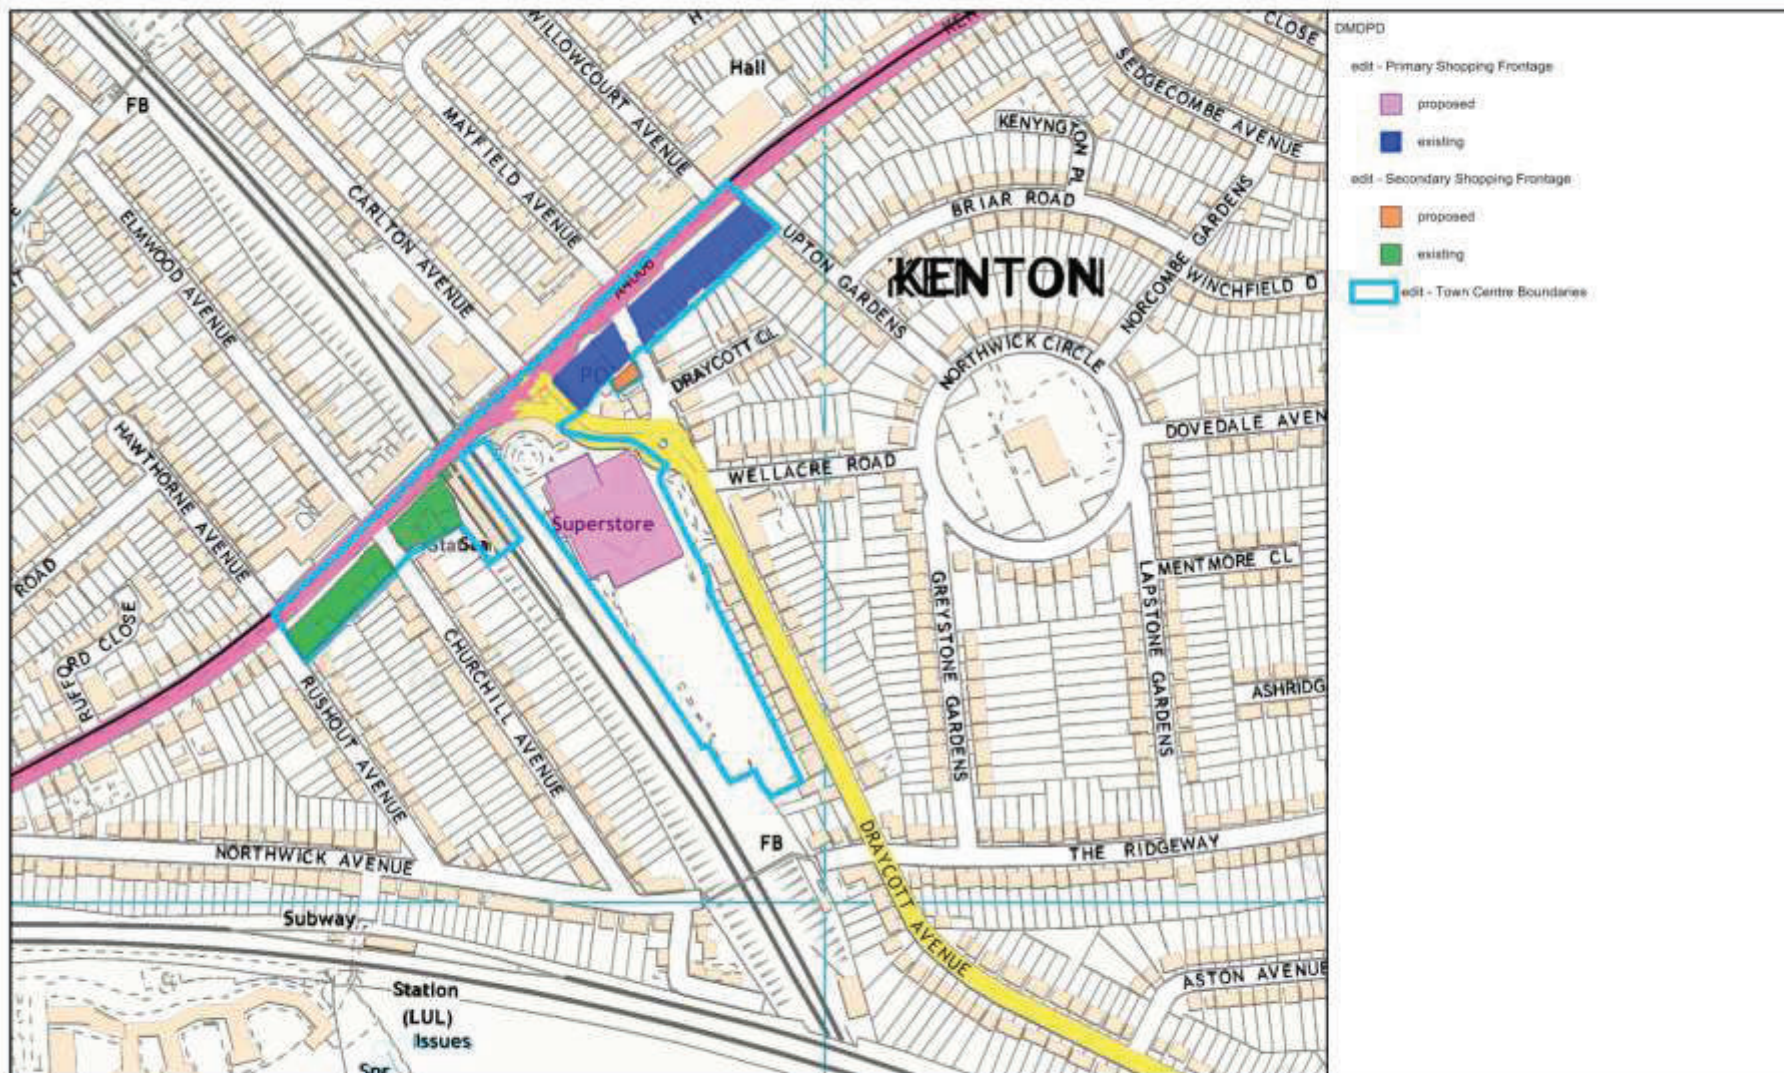 DMDPD
edit - Primary Shopping Frontage
proposed
existing
edit - Secondary Shopping Frontage
proposed
existing
edit - Town Centre Boundaries
CLOSE
WILLOWCOURT AVENUE
Hall
SEDGECOMBE AVENUE
FB
MAYFIELD AVENUE
KENYNGTON PL
CARLTON AVENUE
BRIAR ROAD
ELMWOOD AVENUE
UPTON GARDENS
NORCOMBE GARDENS
KENTON
WINCHFIELD D
A4006
DRAYCOTT CL
NORTHWICK CIRCLE
PO
DOVEDALE AVEN
HAWTHORNE AVENUE
WELLACRE ROAD
Superstore
ROAD
MENTMORE CL
GREYSTONE GARDENS
LAPSTONE GARDENS
RUFFORD CLOSE
CHURCHILL AVENUE
RUSHOUT AVENUE
ASHRIDG
FB
THE RIDGEWAY
NORTHWICK AVENUE
DRAYCOTT AVENUE
Subway
ASTON AVENUE
Station
(LUL)
Issues
Spr